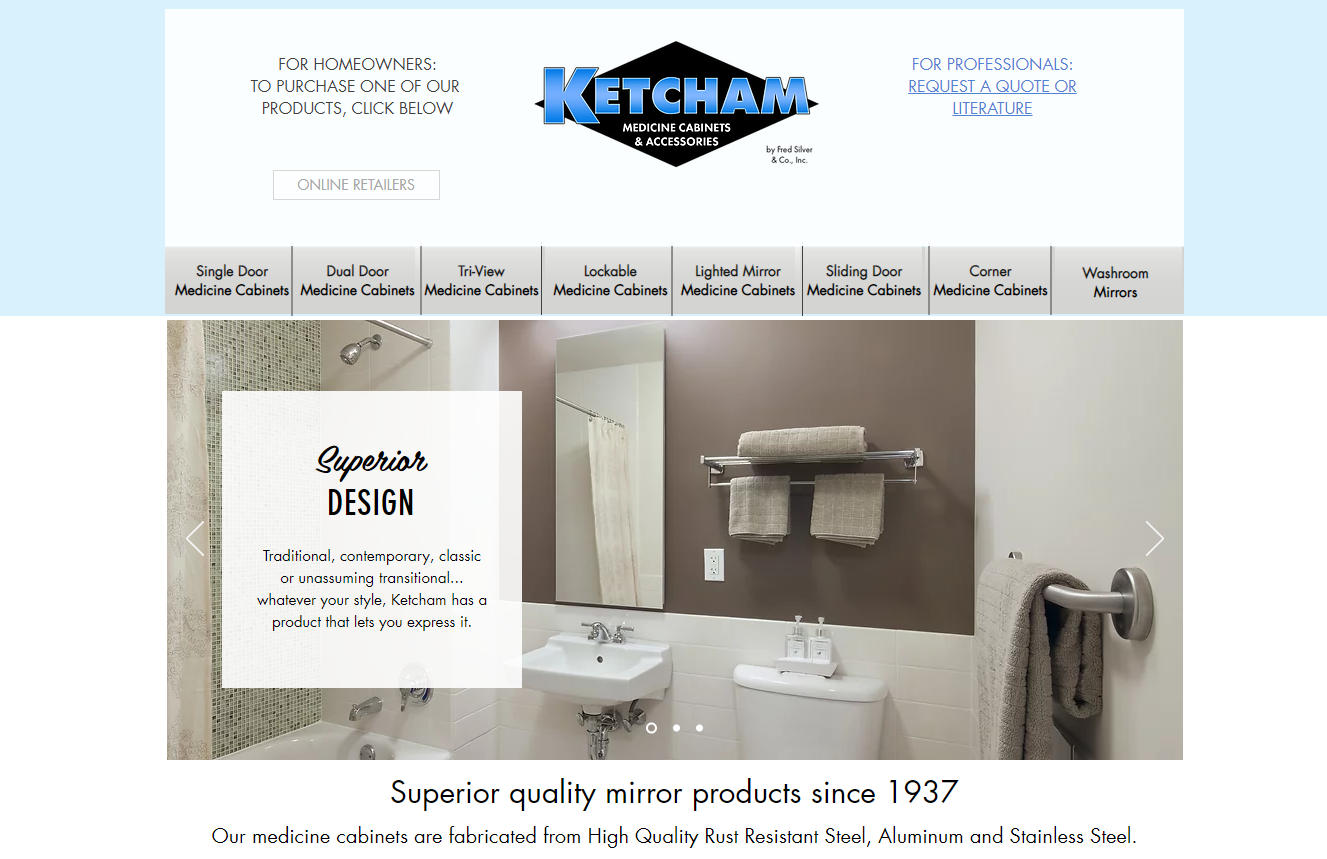 FOR HOMEOWNERS:
TO PURCHASE ONE OF OUR
PRODUCTS, CLICK BELOW
ONLINE RETAILERS
KETCHAM
MEDICINE CABINETS
& ACCESSORIES
by Fred Silver
& Co., Inc.
FOR PROFESSIONALS:
REQUEST A QUOTE OR
LITERATURE
Single Door
Medicine Cabinets
Dual Door
Medicine Cabinets
Tri-View
Medicine Cabinets
Lockable
Medicine Cabinets
Lighted Mirror
Medicine Cabinets
Sliding Door
Medicine Cabinets
Corner
Medicine Cabinets
Washroom
Mirrors
Superior
DESIGN
Traditional, contemporary, classic
or unassuming transitional...
whatever your style, Ketcham has a
product that lets you express it.
Superior quality mirror products since 1937
Our medicine cabinets are fabricated from High Quality Rust Resistant Steel, Aluminum and Stainless Steel.